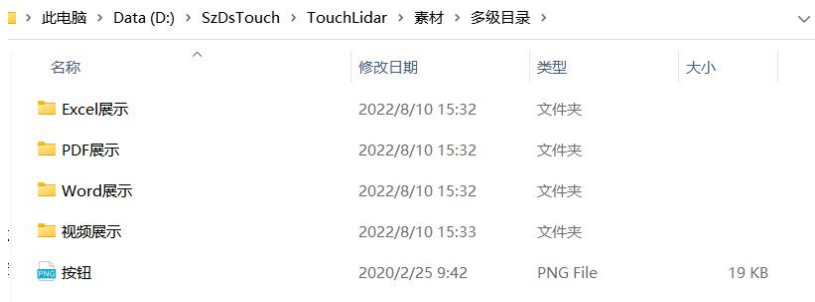 此电脑 > Data (D:) > SzDsTouch > TouchLidar > 素材 > 多级目录 >
名称 修改日期 类型 大小
Excel展示 2022/8/10 15:32 文件夹
PDF展示 2022/8/10 15:32 文件夹
Word展示 2022/8/10 15:32 文件夹
视频展示 2022/8/10 15:33 文件夹
PNG 按钮 2020/2/25 9:42 PNG File 19 KB